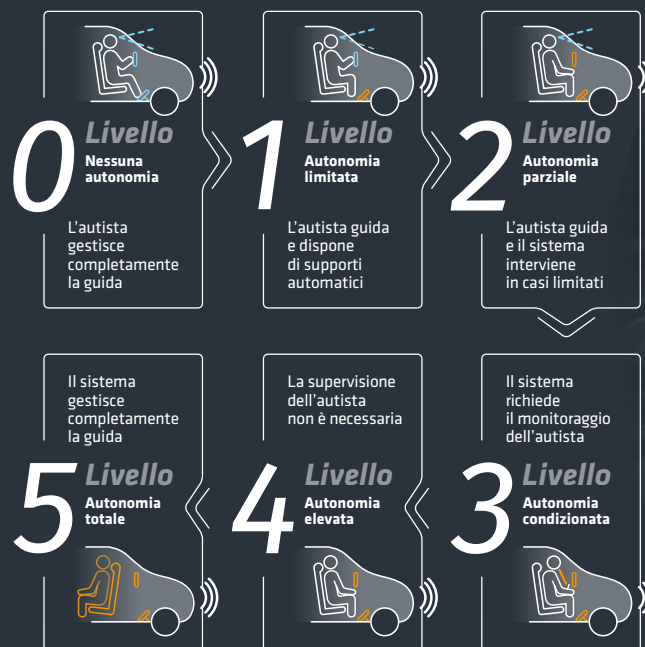 0
Livello
Nessuna
autonomia
L'autista
gestisce
completamente
la guida
1
Livello
Autonomia
limitata
L'autista guida
e dispone
di supporti
automatici
2
Livello
Autonomia
parziale
L'autista guida
e il sistema
interviene
in casi limitati
Il sistema
richiede
il monitoraggio
dell'autista
3
Livello
Autonomia
condizionata
La supervisione
dell'autista
non è necessaria
4
Livello
Autonomia
elevata
Il sistema
gestisce
completamente
la guida
5
Livello
Autonomia
totale